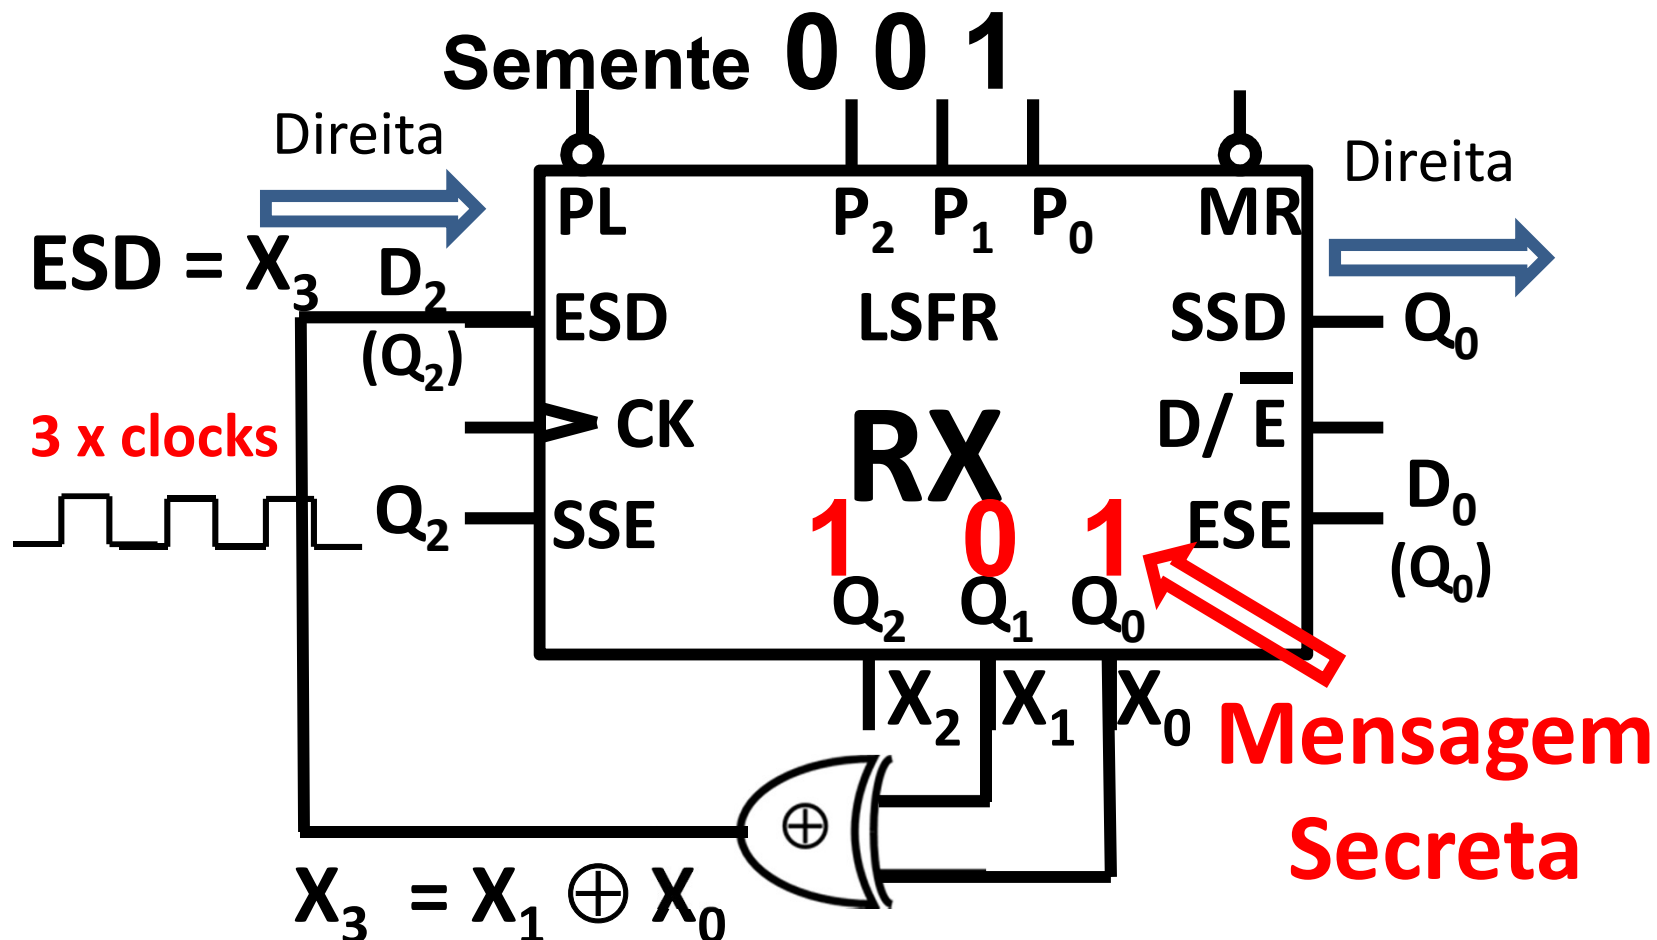 Semente 0 0 1
Direita
Direita
PL P₂ P₁ P₀ MR
ESD = X₃ D₂
ESD LSFR SSD Q₀
(Q₂)
CK D/ E̅
3 x clocks
RX
Q₂ SSE 1 0 1 ESE D₀
(Q₀)
Q₂ Q₁ Q₀
X₂ X₁ X₀
Mensagem
Secreta
⊕
X₃ = X₁ ⊕ X₀